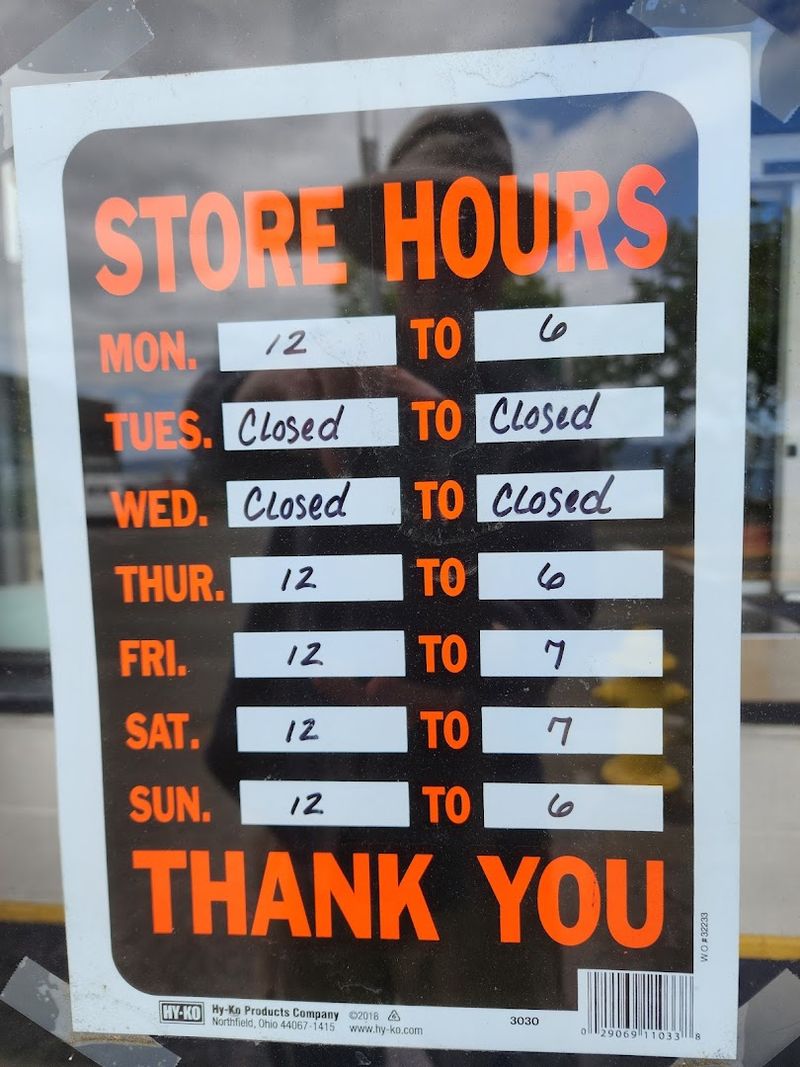 STORE HOURS
MON. 12 TO 6
TUES. Closed TO Closed
WED. Closed TO Closed
THUR. 12 TO 6
FRI. 12 TO 7
SAT. 12 TO 7
SUN. 12 TO 6
THANK YOU
W.O.# 32233
HY-KO Hy-Ko Products Company ©2018
Northfield, Ohio 44067-1415 www.hy-ko.com
3030
0 29069 11033 8